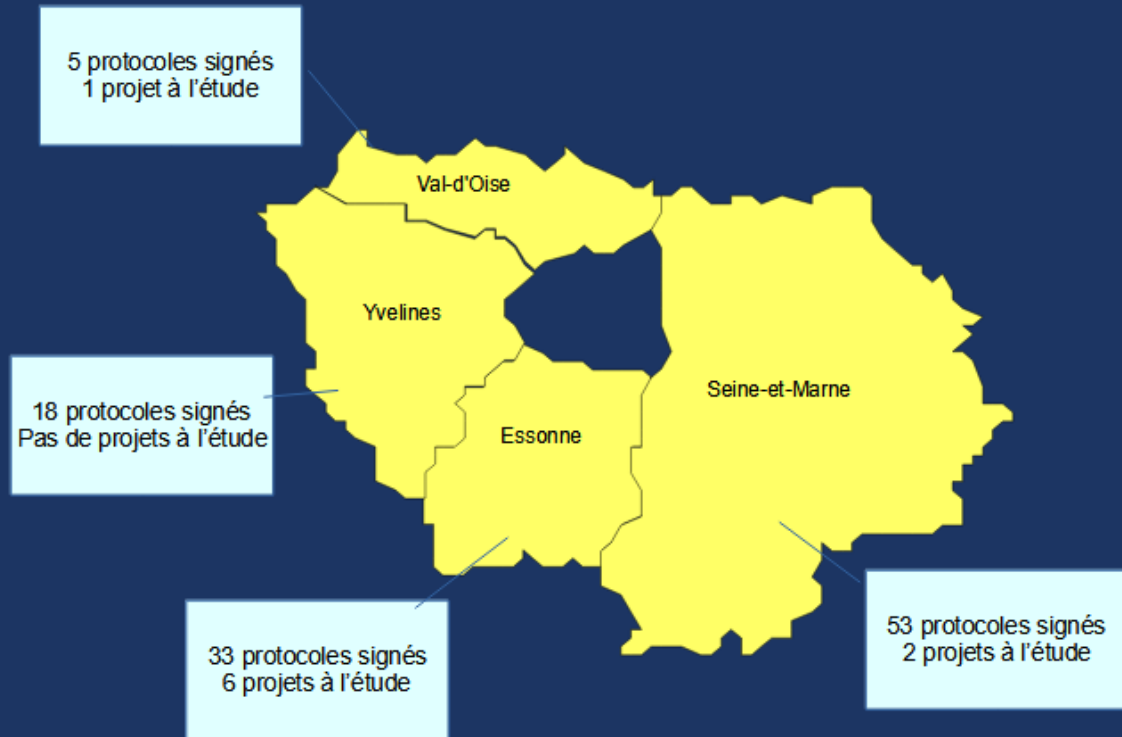 5 protocoles signés
1 projet à l’étude
Val-d'Oise
Yvelines
Seine-et-Marne
18 protocoles signés
Pas de projets à l’étude
Essonne
53 protocoles signés
2 projets à l’étude
33 protocoles signés
6 projets à l’étude